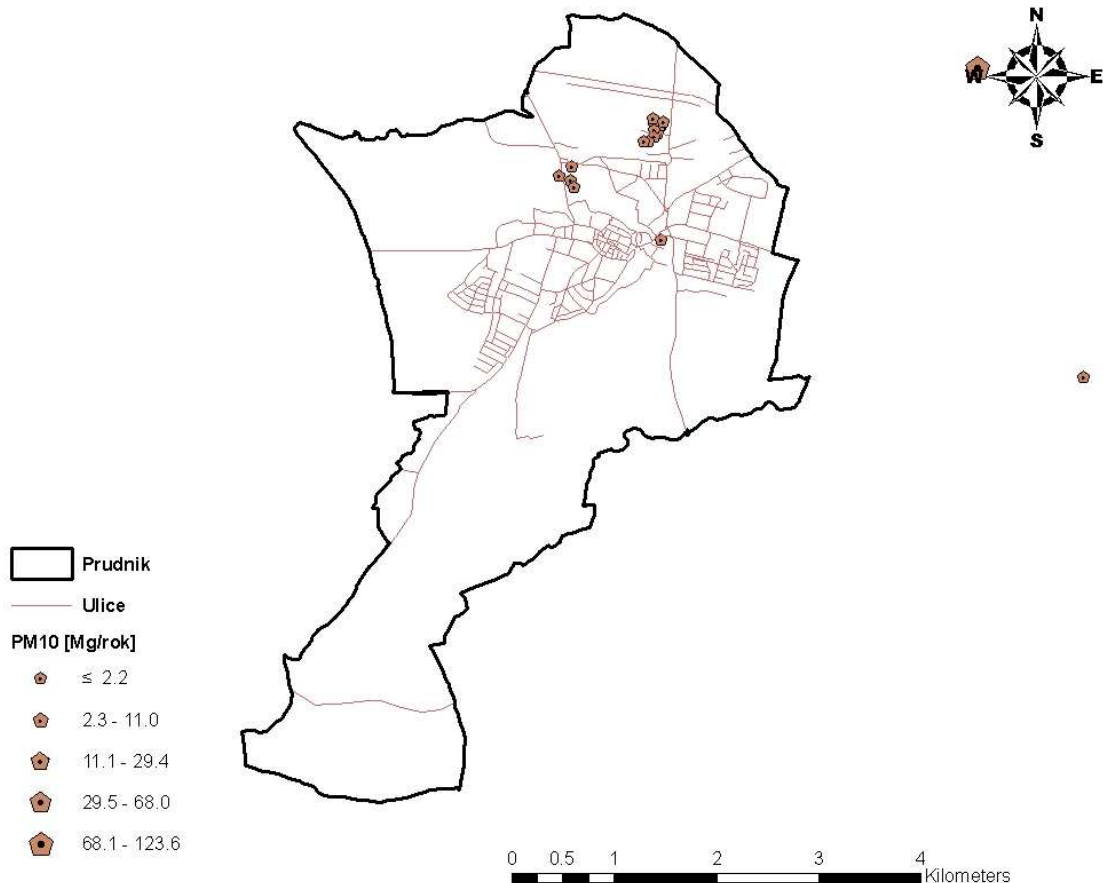 N
W E
S
Prudnik
Ulice
PM10 [Mg/rok]
≤ 2.2
2.3 - 11.0
11.1 - 29.4
29.5 - 68.0
68.1 - 123.6
0 0.5 1 2 3 4
Kilometers